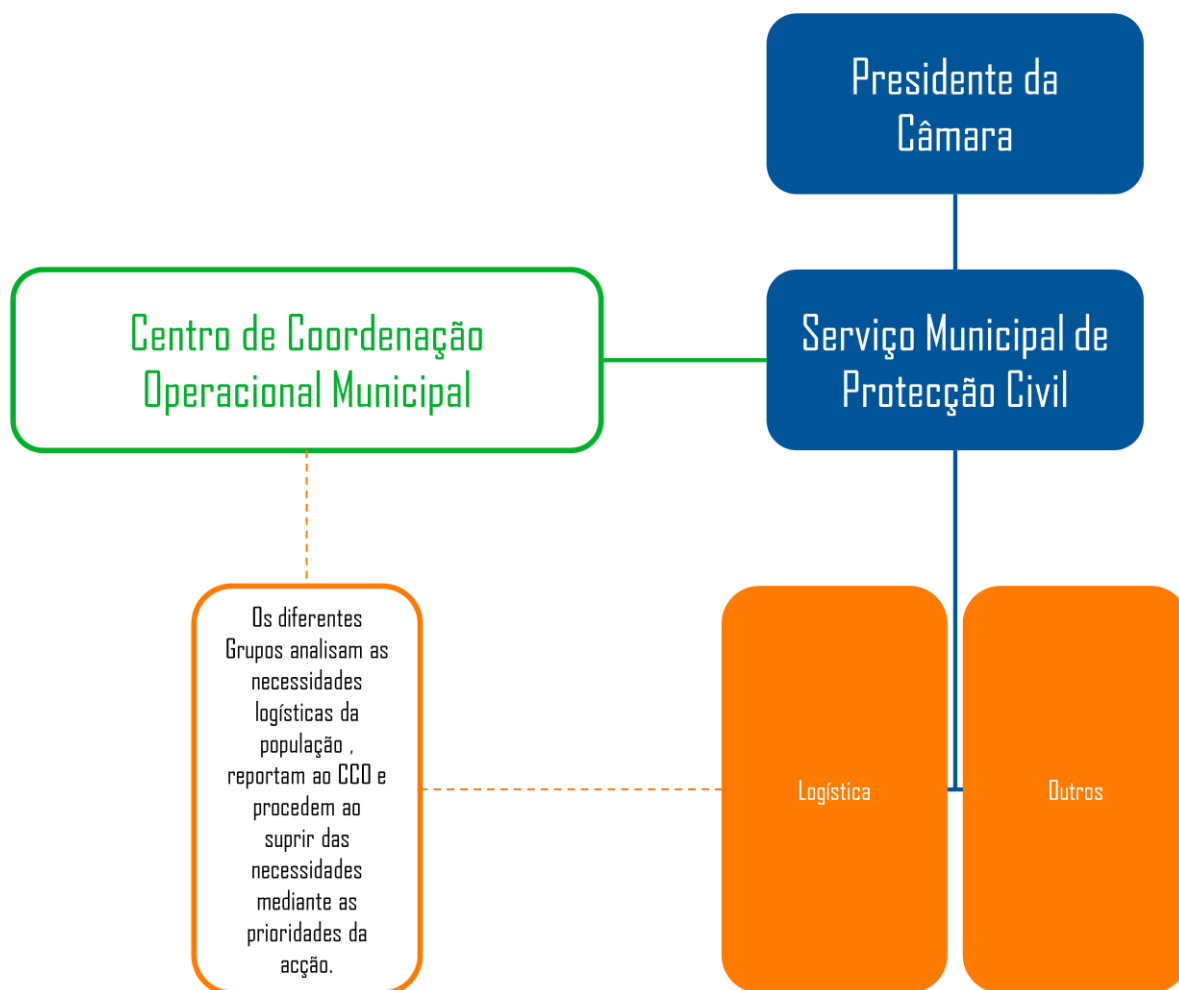 Presidente da
Câmara
Centro de Coordenação
Operacional Municipal
Serviço Municipal de
Protecção Civil
Os diferentes
Grupos analisam as
necessidades
logísticas da
população ,
reportam ao CCO e
procedem ao
suprir das
necessidades
mediante as
prioridades da
acção.
Logística
Outros